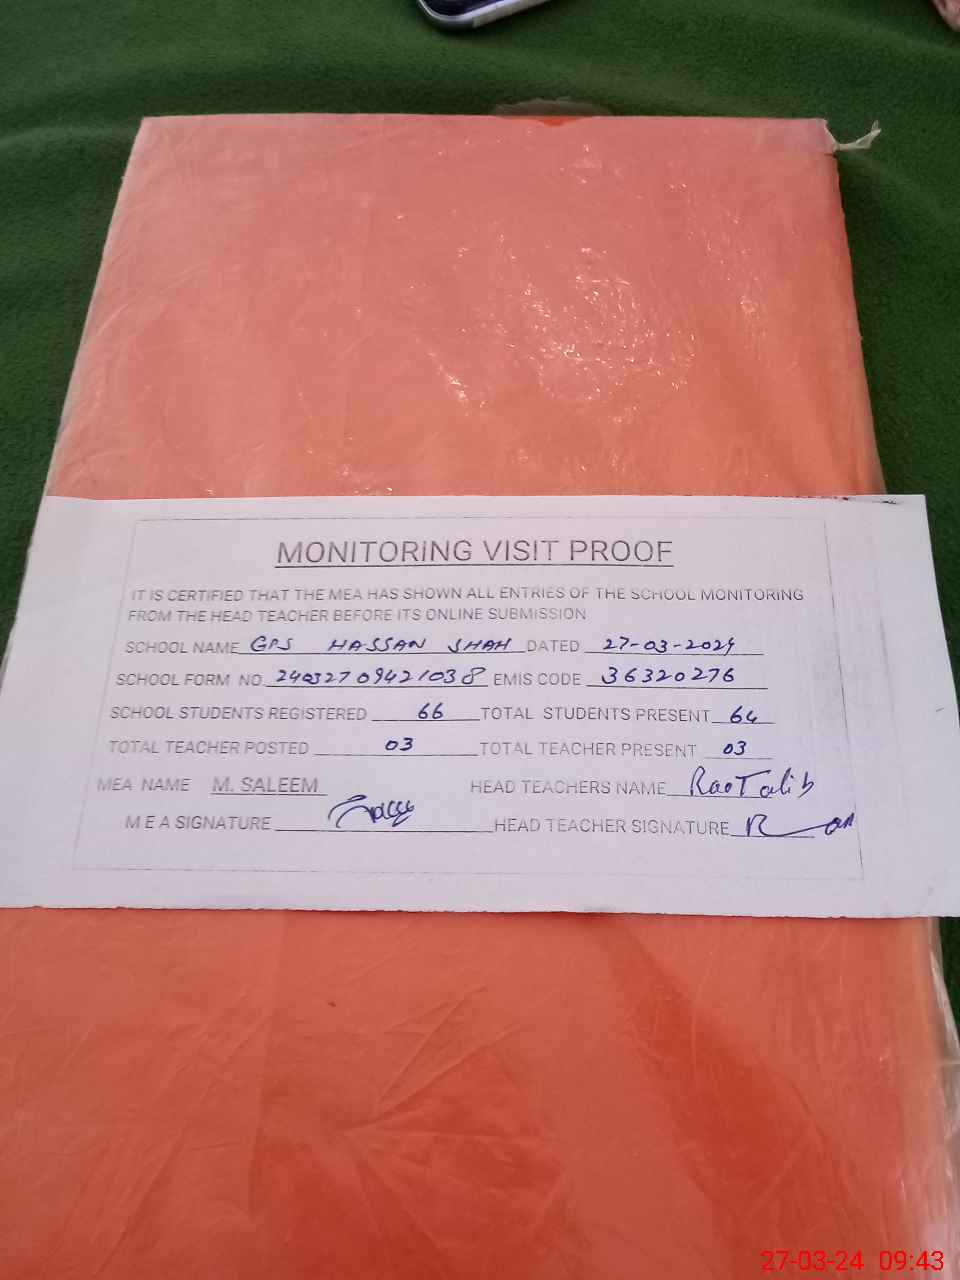 MONITORING VISIT PROOF
IT IS CERTIFIED THAT THE MEA HAS SHOWN ALL ENTRIES OF THE SCHOOL MONITORING
FROM THE HEAD TEACHER BEFORE ITS ONLINE SUBMISSION
SCHOOL NAME GPS HASSAN SHAH DATED 27-03-2024
SCHOOL FORM NO. 24032709421038 EMIS CODE 36320276
SCHOOL STUDENTS REGISTERED 66 TOTAL STUDENTS PRESENT 64
TOTAL TEACHER POSTED 03 TOTAL TEACHER PRESENT 03
MEA NAME M. SALEEM HEAD TEACHERS NAME Rao Talib
M E A SIGNATURE HEAD TEACHER SIGNATURE
27-03-24 09:43